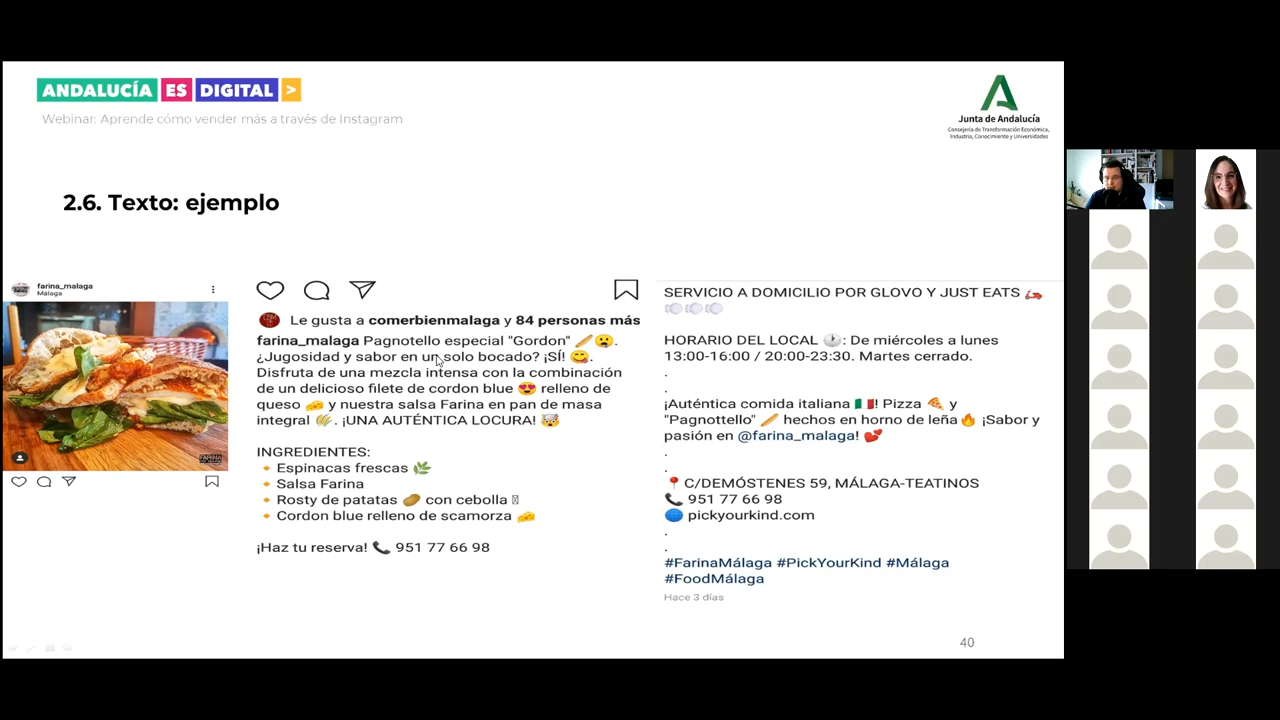 ANDALUCÍA ES DIGITAL >
Webinar: Aprende cómo vender más a través de Instagram
Junta de Andalucía
Consejería de Transformación Económica,
Industria, Conocimiento y Universidades
2.6. Texto: ejemplo
farina_malaga
Málaga
Le gusta a comerbienmalaga y 84 personas más
farina_malaga Pagnotello especial "Gordon" 🥖😮.
¿Jugosidad y sabor en un solo bocado? ¡SÍ! 😋.
Disfruta de una mezcla intensa con la combinación
de un delicioso filete de cordon blue 😍 relleno de
queso 🧀 y nuestra salsa Farina en pan de masa
integral 🌾. ¡UNA AUTÉNTICA LOCURA! 🤯
INGREDIENTES:
🔸Espinacas frescas 🌿
🔸Salsa Farina
🔸Rosty de patatas 🥔 con cebolla
🔸Cordon blue relleno de scamorza 🧀
¡Haz tu reserva! 📞 951 77 66 98
SERVICIO A DOMICILIO POR GLOVO Y JUST EATS 🛵
💨💨💨
HORARIO DEL LOCAL 🕐: De miércoles a lunes
13:00-16:00 / 20:00-23:30. Martes cerrado.
.
.
¡Auténtica comida italiana 🇮🇹! Pizza 🍕 y
"Pagnottello" 🥖 hechos en horno de leña🔥 ¡Sabor y
pasión en @farina_malaga! 💕
.
.
📍C/DEMÓSTENES 59, MÁLAGA-TEATINOS
📞 951 77 66 98
🌐 pickyourkind.com
.
.
#FarinaMálaga #PickYourKind #Málaga
#FoodMálaga
Hace 3 días
40